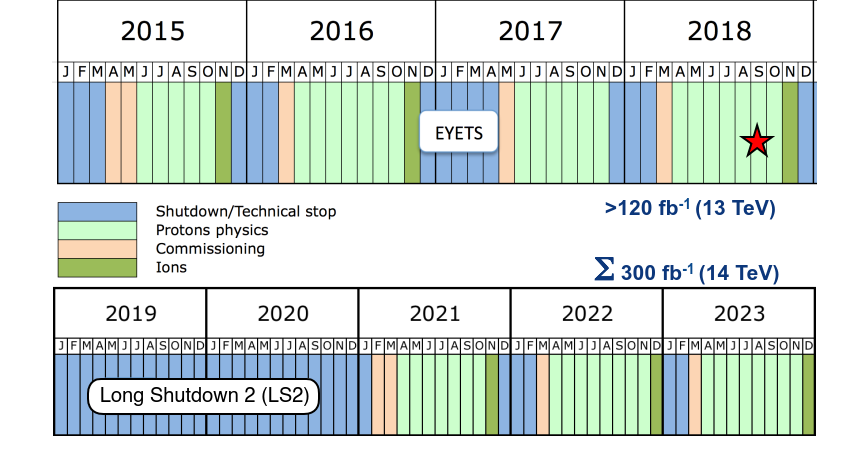 2015 2016 2017 2018
J F M A M J J A S O N D J F M A M J J A S O N D J F M A M J J A S O N D J F M A M J J A S O N D
EYETS
Shutdown/Technical stop
Protons physics
Commissioning
Ions
>120 fb⁻¹ (13 TeV)
Σ 300 fb⁻¹ (14 TeV)
2019 2020 2021 2022 2023
J F M A M J J A S O N D J F M A M J J A S O N D J F M A M J J A S O N D J F M A M J J A S O N D J F M A M J J A S O N D
Long Shutdown 2 (LS2)